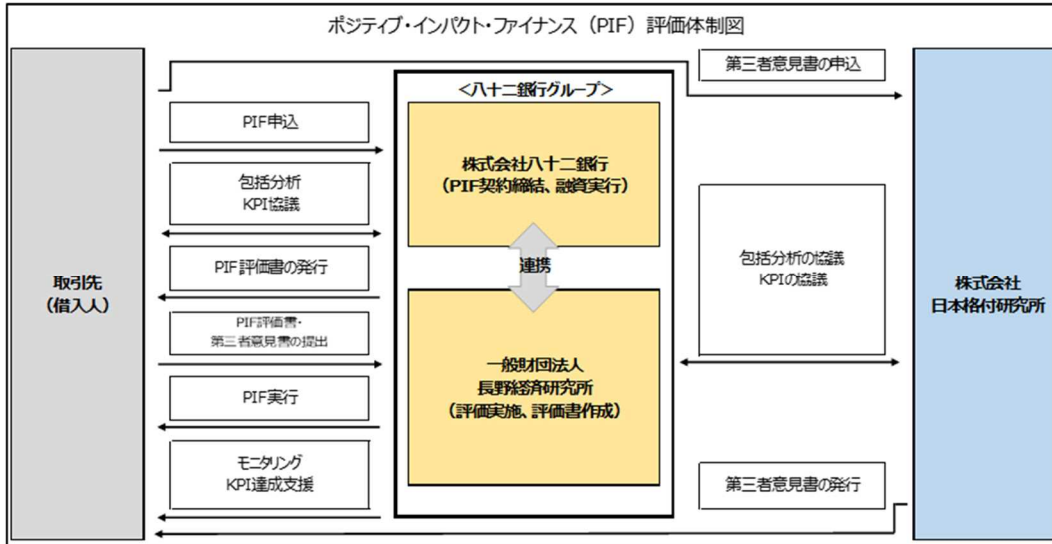 ポジティブ・インパクト・ファイナンス（PIF）評価体制図
取引先
（借入人）
PIF申込
包括分析
KPI協議
PIF評価書の発行
PIF評価書・
第三者意見書の提出
PIF実行
モニタリング
KPI達成支援
＜八十二銀行グループ＞
株式会社八十二銀行
（PIF契約締結、融資実行）
連携
一般財団法人
長野経済研究所
（評価実施、評価書作成）
第三者意見書の申込
包括分析の協議
KPIの協議
第三者意見書の発行
株式会社
日本格付研究所